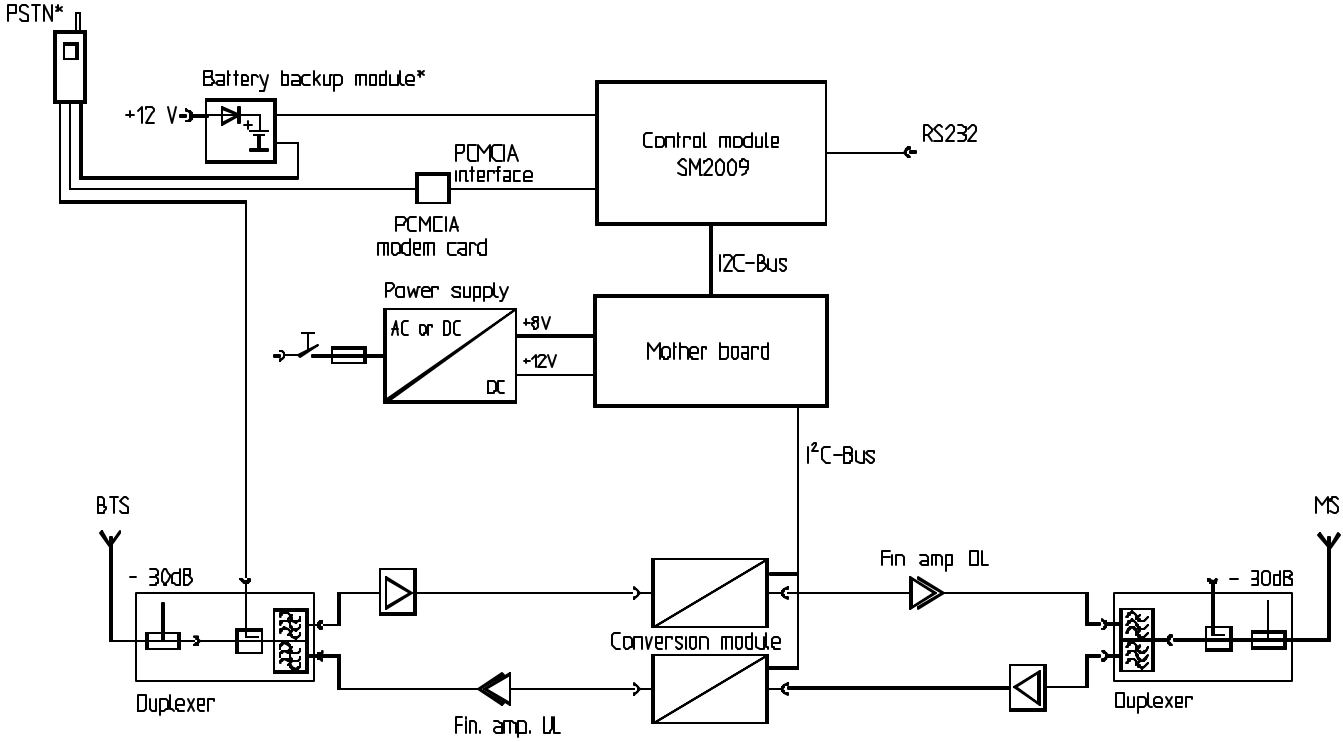 PSTN*
Battery backup module*
+12 V
+
Control module
SM2009
RS232
PCMCIA
interface
PCMCIA
modem card
I2C-Bus
Power supply
AC or DC
DC
+8V
+12V
Mother board
I²C-Bus
BTS
MS
- 30dB
Fin amp DL
- 30dB
Conversion module
Duplexer
Fin. amp. UL
Duplexer